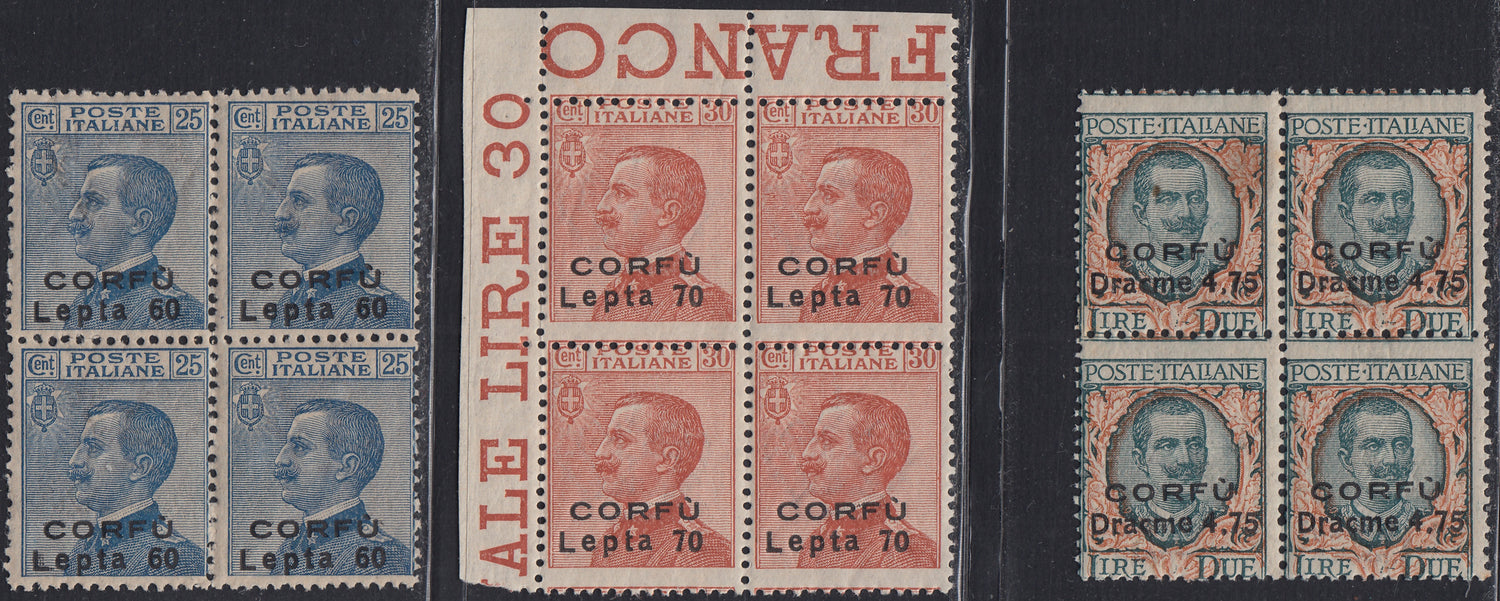 Cent POSTE 25
ITALIANE
CORFÙ
Lepta 60
Cent POSTE 25
ITALIANE
CORFÙ
Lepta 60
Cent POSTE 25
ITALIANE
CORFÙ
Lepta 60
Cent POSTE 25
ITALIANE
CORFÙ
Lepta 60
FRANCO
ALE LIRE 30
Cent POSTE 30
ITALIANE
CORFÙ
Lepta 70
Cent POSTE 30
ITALIANE
CORFÙ
Lepta 70
Cent POSTE 30
ITALIANE
CORFÙ
Lepta 70
Cent POSTE 30
ITALIANE
CORFÙ
Lepta 70
POSTE·ITALIANE
CORFÙ
Dracme 4.75
LIRE DUE
POSTE·ITALIANE
CORFÙ
Dracme 4.75
LIRE DUE
POSTE·ITALIANE
CORFÙ
Dracme 4.75
LIRE DUE
POSTE·ITALIANE
CORFÙ
Dracme 4.75
LIRE DUE